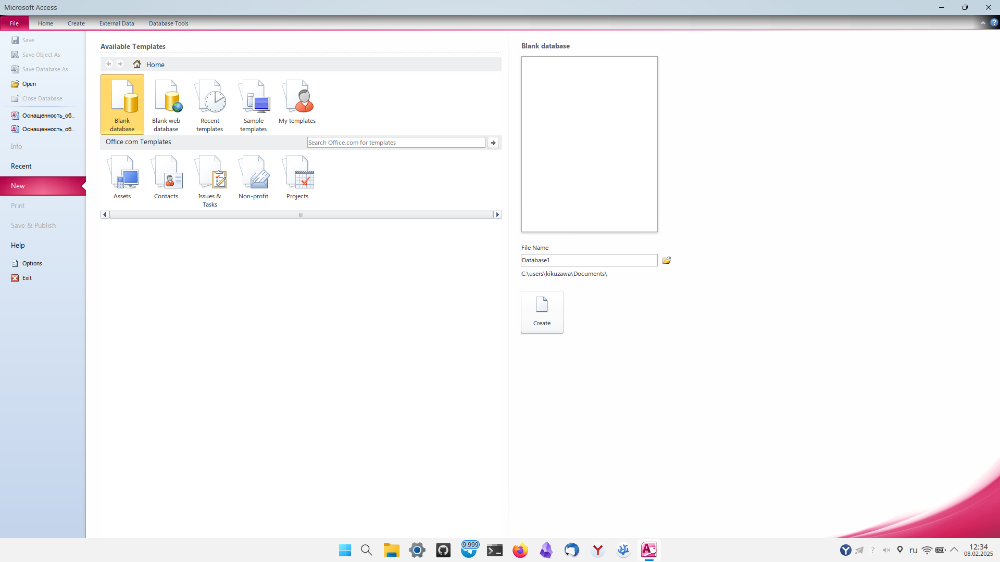 Microsoft Access
File Home Create External Data Database Tools
Save
Save Object As
Save Database As
Open
Close Database
Оснащенность_об...
Оснащенность_об...
Info
Recent
New
Print
Save & Publish
Help
Options
Exit
Available Templates
Home
Blank database
Blank web database
Recent templates
Sample templates
My templates
Office.com Templates
Search Office.com for templates
Assets
Contacts
Issues & Tasks
Non-profit
Projects
Blank database
File Name
Database1
C:\users\kikuzawa\Documents\
Create
9 999
ru
12:34
08.02.2025